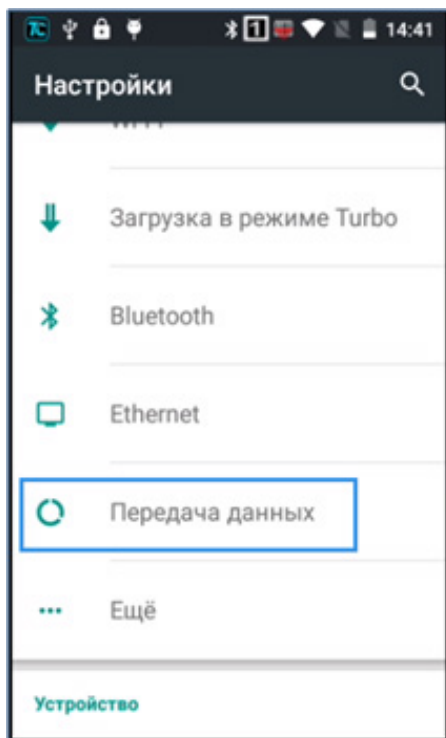 14:41
Настройки
Загрузка в режиме Turbo
Bluetooth
Ethernet
Передача данных
Ещё
Устройство